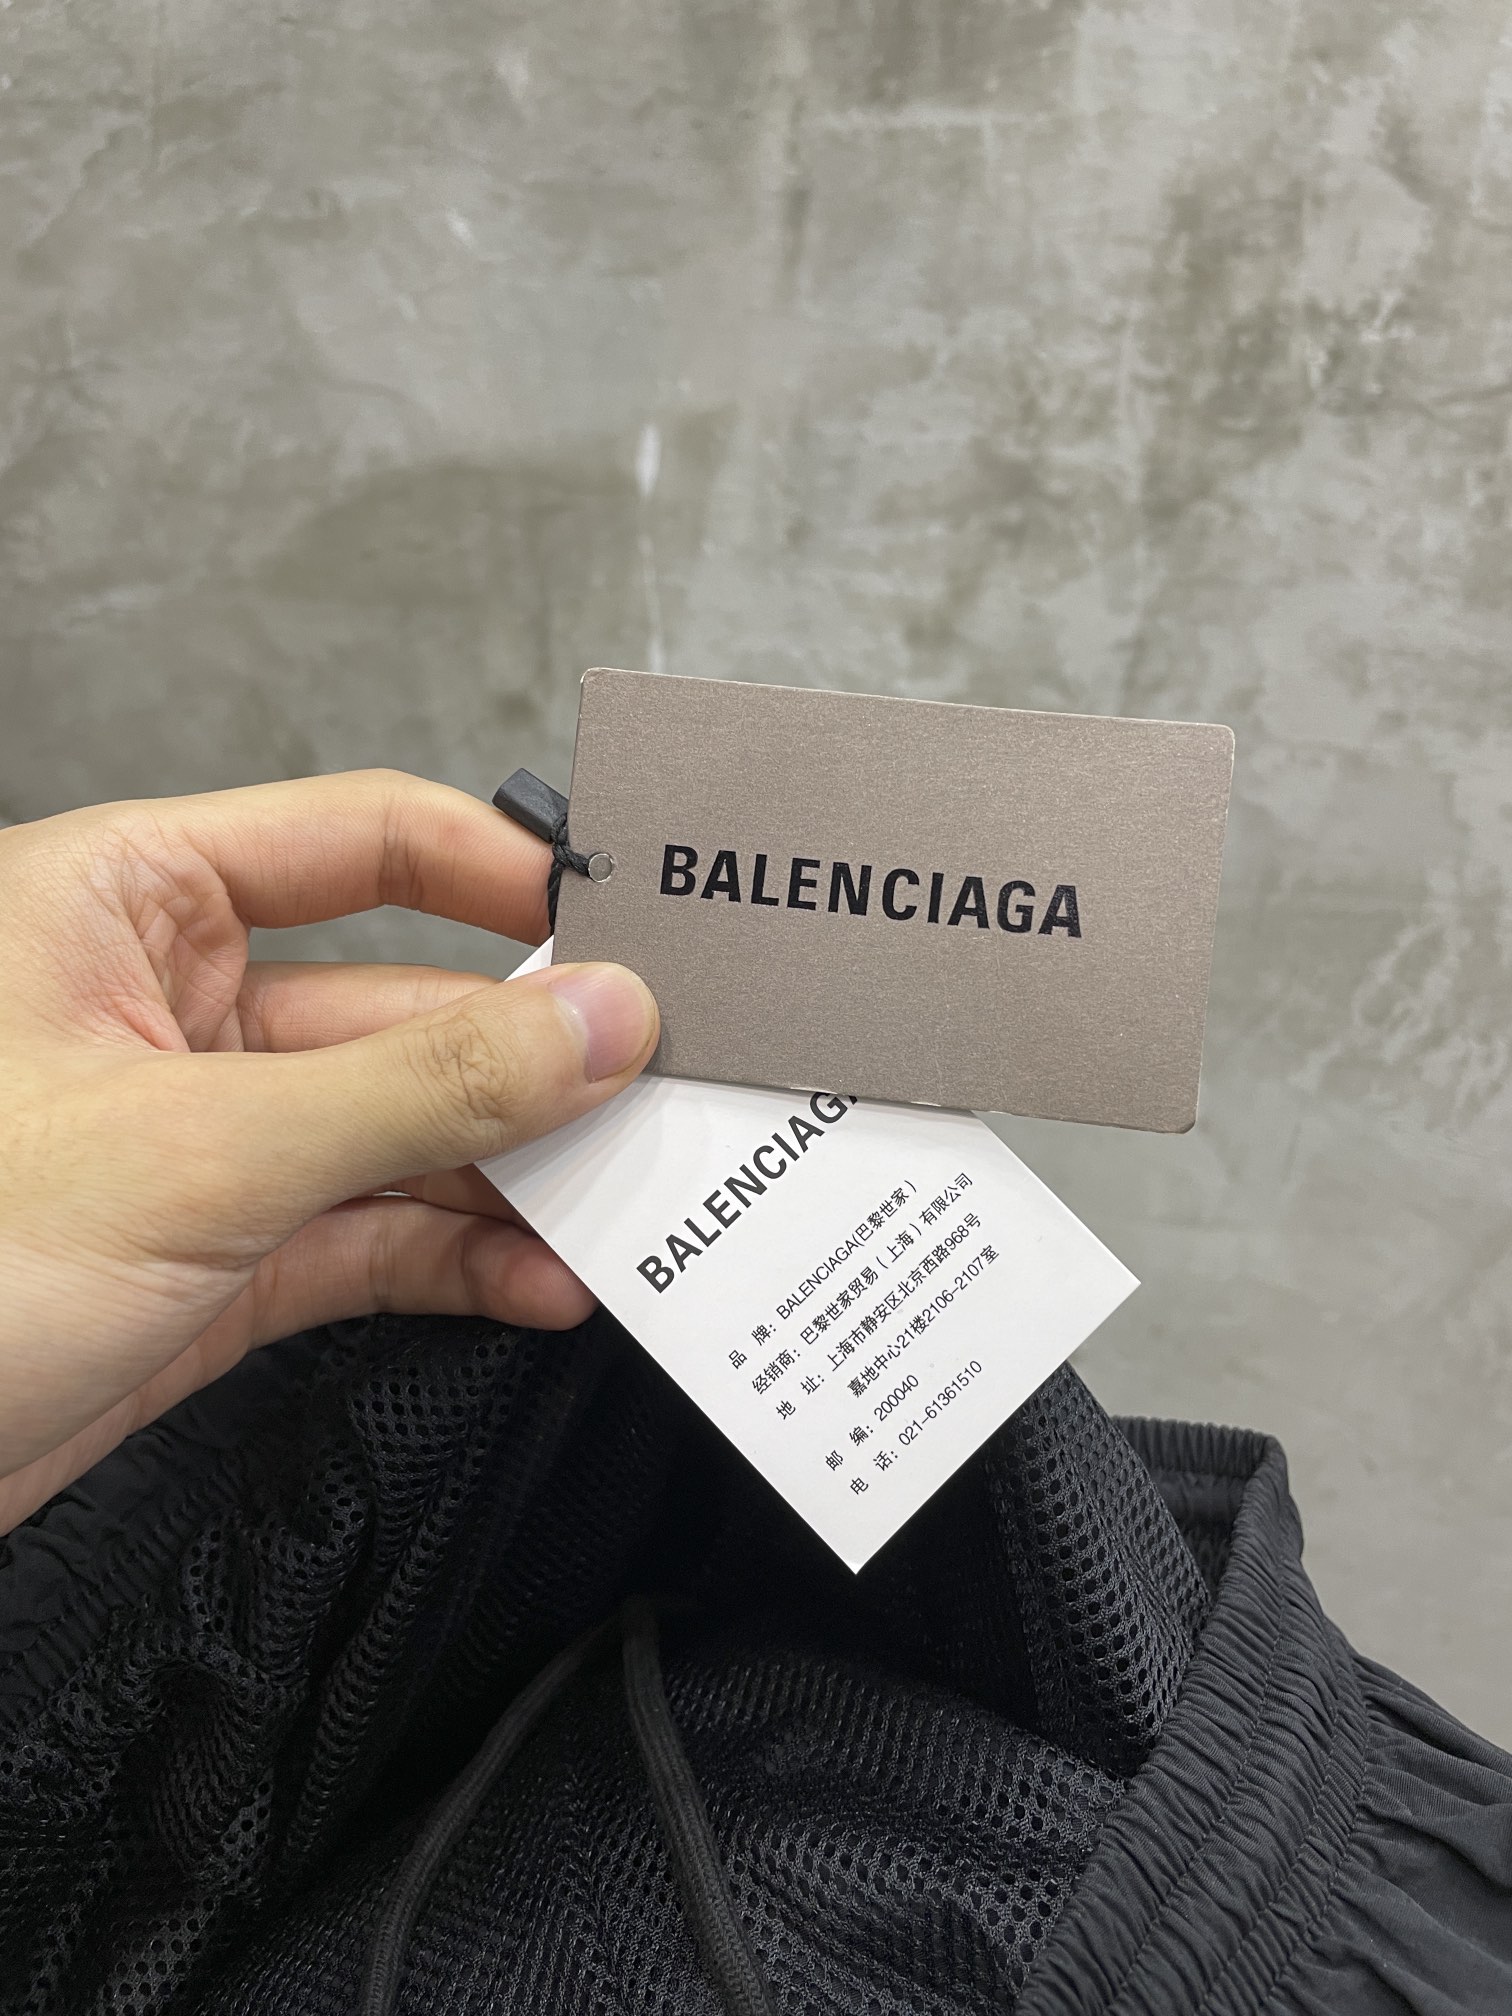 BALENCIAGA
BALENCIAGA
品 牌：BALENCIAGA(巴黎世家）
经销商：巴黎世家贸易（上海）有限公司
地 址：上海市静安区北京西路968号
嘉地中心21楼2106-2107室
邮 编：200040
电 话：021-61361510